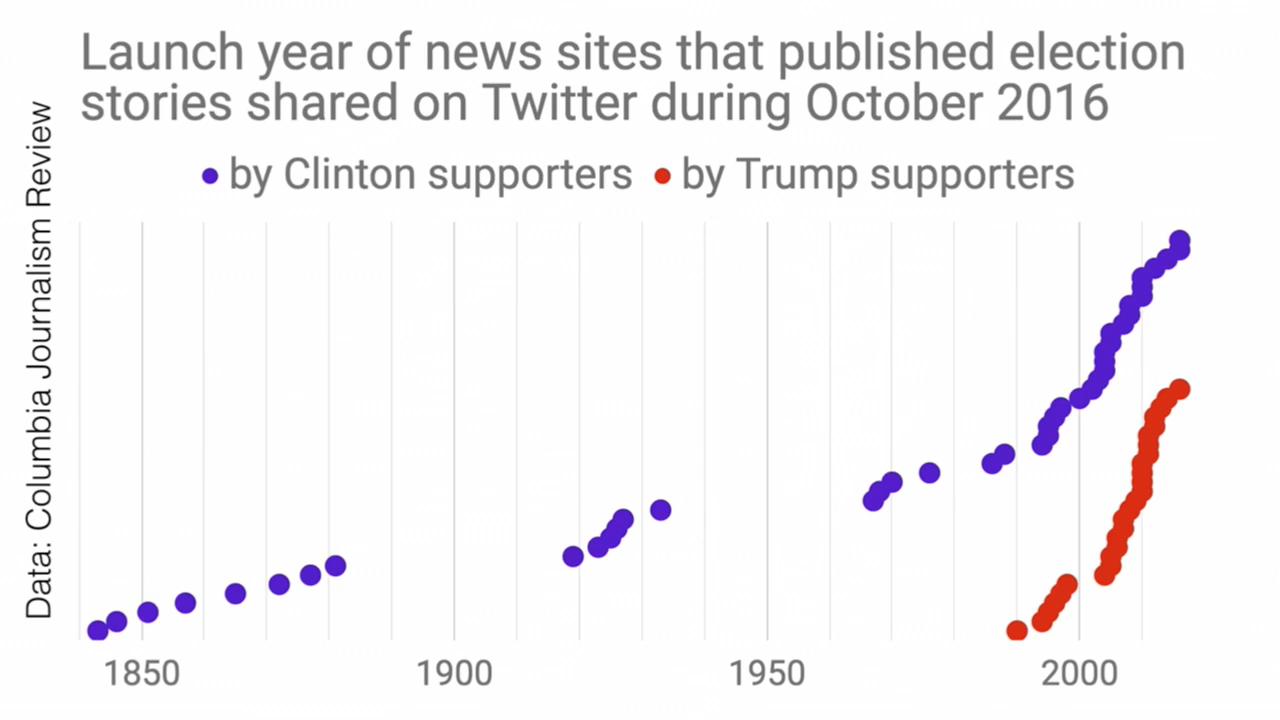 Launch year of news sites that published election
stories shared on Twitter during October 2016
by Clinton supporters
by Trump supporters
Data: Columbia Journalism Review
1850
1900
1950
2000